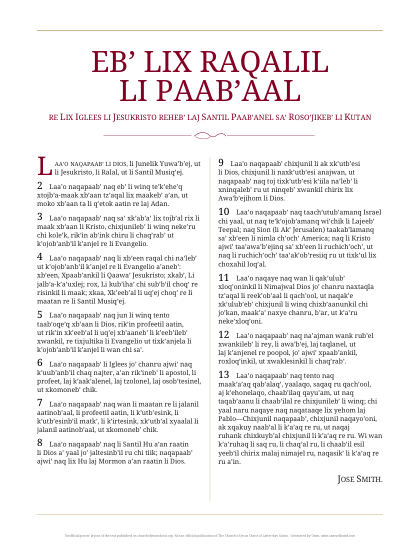 EB’ LIX RAQALIL
LI PAAB’AAL
RE LIX IGLEES LI JESUKRISTO REHEB’ LAJ SANTIL PAAB’ANEL SA’ ROSO’JIKEB’ LI KUTAN
LAA’O NAQAPAAB’ LI DIOS, li Junelik Yuwa’b’ej, ut
li Jesukristo, li Ralal, ut li Santil Musiq’ej.
2 Laa’o naqapaab’ naq eb’ li winq te’k’ehe’q
xtojb’a-maak sa’ xq’ajkal lix maakeb’ a’an, ut
moko xb’aan ta li q’etok aatin re laj Adan.
3 Laa’o naqapaab’ naq sa’ xk’ab’a’ lix tojb’al rix li
maak xb’aan li Kristo, chixjunileb’ li winq neke’ru
chi kolek’k, rik’in ab’ink chiru li chaq’rab’ ut
k’ojob’anb’il k’anjel re li Evangelio.
4 Laa’o naqapaab’ naq li xb’een raqal chi na’leb’
ut k’ojob’anb’il k’anjel re li Evangelio a’aneb’:
xb’een, Xpaab’ankil li Qaawa’ Jesukristo; xkab’, Li
jalb’a-k’a’uxlej; rox, Li kub’iha’ chi sub’b’il choq’ re
risinkil li maak; xkaa, Xk’eeb’al li uq’ej choq’ re li
maatan re li Santil Musiq’ej.
5 Laa’o naqapaab’ naq jun li winq tento
taab’oqe’q xb’aan li Dios, rik’in profetil aatin,
ut rik’in xk’eeb’al li uq’ej xb’aaneb’ li k’eeb’ileb’
xwankil, re tixjultika li Evangelio ut tixk’anjela li
k’ojob’anb’il k’anjel li wan chi sa’.
6 Laa’o naqapaab’ li Iglees jo’ chanru ajwi’ naq
k’uub’anb’il chaq najter, a’an rik’ineb’ li apostol, li
profeet, laj k’aak’alenel, laj tzolonel, laj osob’tesinel,
ut xkomoneb’ chik.
7 Laa’o naqapaab’ naq wan li maatan re li jalanil
aatinob’aal, li profeetil aatin, li k’utb’esink, li
k’utb’esinb’il matk’, li k’irtesink, xk’utb’al xyaalal li
jalanil aatinob’aal, ut xkomoneb’ chik.
8 Laa’o naqapaab’ naq li Santil Hu a’an raatin
li Dios a’ yaal jo’ jaltesinb’il ru chi tiik; naqapaab’
ajwi’ naq lix Hu laj Mormon a’an raatin li Dios.
9 Laa’o naqapaab’ chixjunil li ak xk’utb’esi
li Dios, chixjunil li naxk’utb’esi anajwan, ut
naqapaab’ naq toj tixk’utb’esi k’iila na’leb’ li
xninqaleb’ ru ut ninqeb’ xwankil chirix lix
Awa’b’ejihom li Dios.
10 Laa’o naqapaab’ naq taach’utub’amanq Israel
chi yaal, ut naq te’k’ojob’amanq wi’chik li Lajeeb’
Teepal; naq Sion (li Ak’ Jerusalen) taakab’lamanq
sa’ xb’een li nimla ch’och’ America; naq li Kristo
ajwi’ taa’awa’b’ejinq sa’ xb’een li ruchich’och’, ut
naq li ruchich’och’ taa’ak’ob’resiiq ru ut tixk’ul lix
choxahil loq’al.
11 Laa’o naqaye naq wan li qak’ulub’
xloq’oninkil li Nimajwal Dios jo’ chanru naxtaqla
tz’aqal li reek’ob’aal li qach’ool, ut naqak’e
xk’ulub’eb’ chixjunileb’ li winq chixb’aanunkil chi
jo’kan, maak’a’ naxye chanru, b’ar, ut k’a’ru
neke’xloq’oni.
12 Laa’o naqapaab’ naq na’ajman wank rub’el
xwankileb’ li rey, li awa’b’ej, laj taqlanel, ut
laj k’anjenel re poopol, jo’ ajwi’ xpaab’ankil,
roxloq’inkil, ut xwaklesinkil li chaq’rab’.
13 Laa’o naqapaab’ naq tento naq
maak’a’aq qab’alaq’, yaalaqo, saqaq ru qach’ool,
aj k’ehonelaqo, chaab’ilaq qayu’am, ut naq
taqab’aanu li chaab’ilal re chixjunileb’ li winq; chi
yaal naru naqaye naq naqataaqe lix yehom laj
Pablo—Chixjunil naqapaab’, chixjunil naqayo’oni,
ak xqakuy naab’al li k’a’aq re ru, ut naqaj
ruhank chixkuyb’al chixjunil li k’a’aq re ru. Wi wan
k’a’ruhaq li saq ru, li chaq’al ru, li chaab’il esil
yeeb’il chirix malaj nimajel ru, naqasik’ li k’a’aq re
ru a’in.
JOSE SMITH.